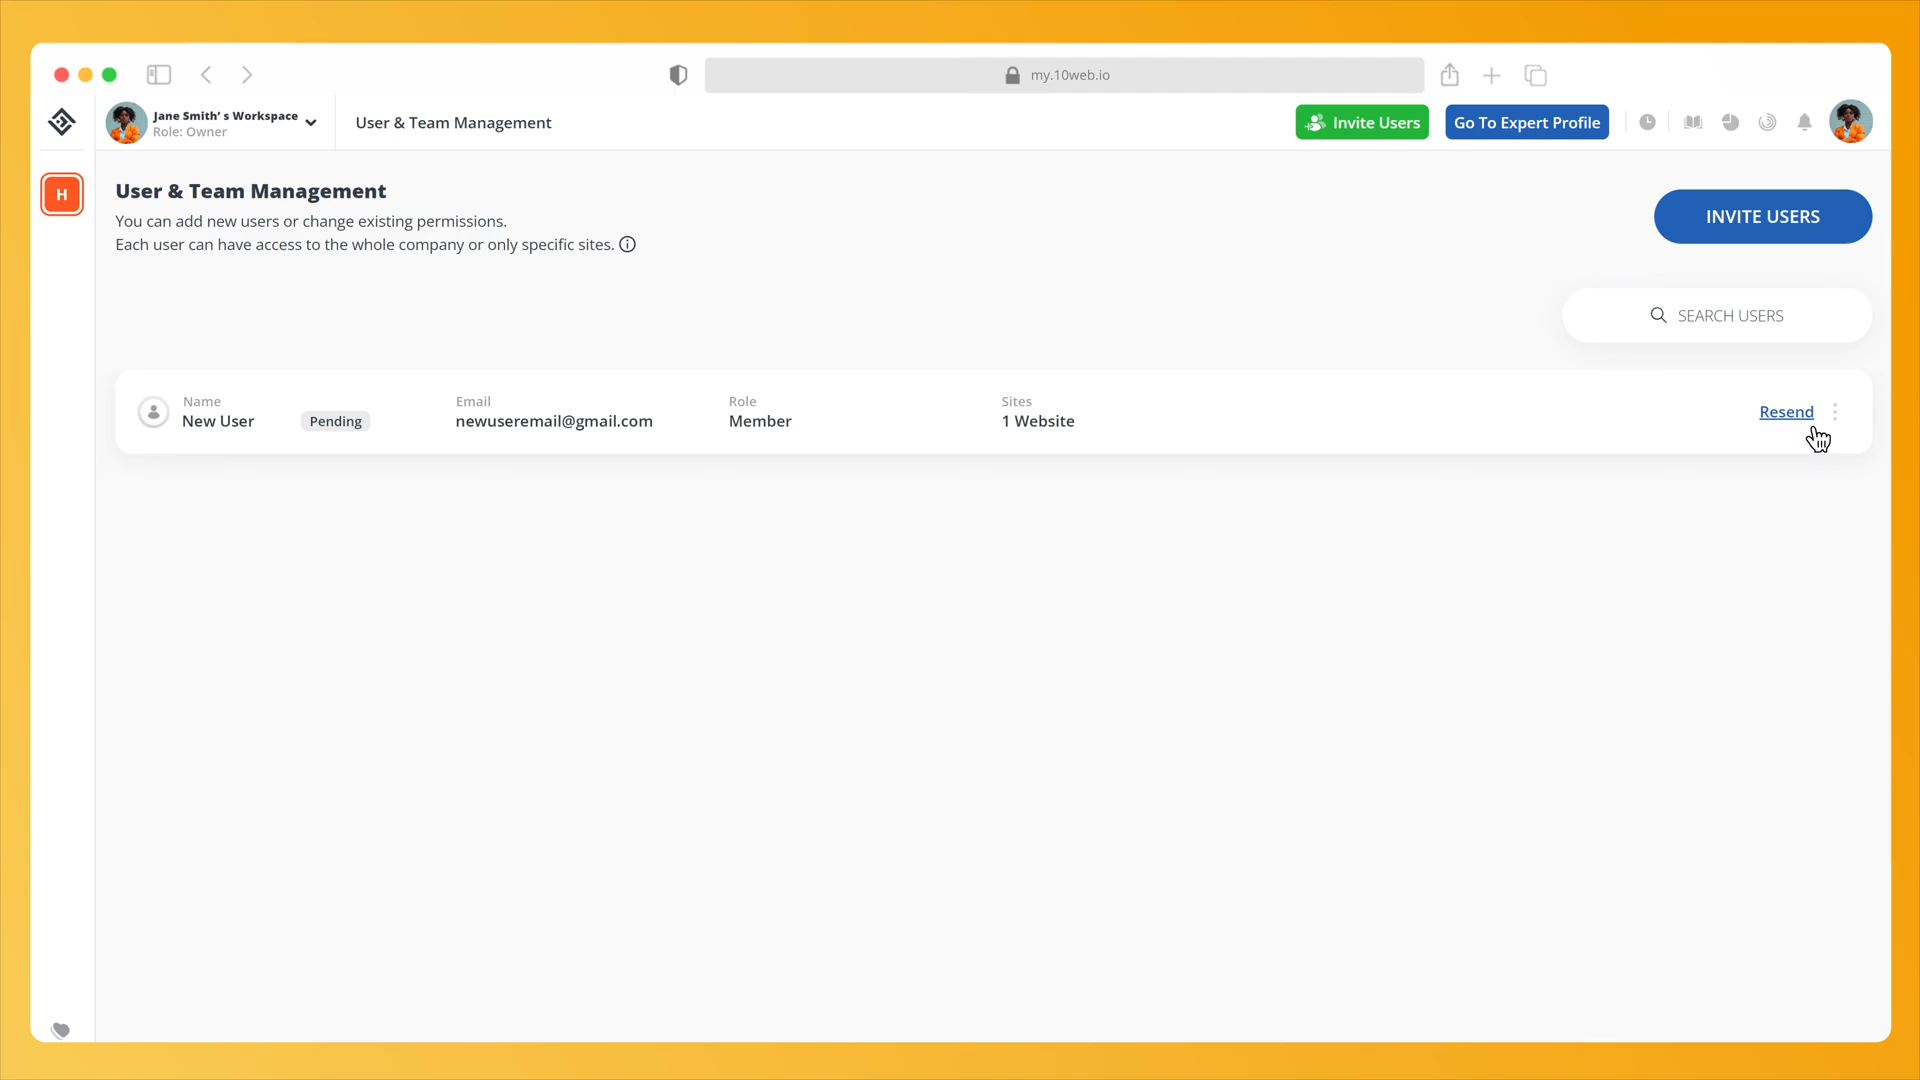 my.10web.io
Jane Smith' s Workspace
Role: Owner
User & Team Management
Invite Users
Go To Expert Profile
H
User & Team Management
You can add new users or change existing permissions.
Each user can have access to the whole company or only specific sites.
INVITE USERS
SEARCH USERS
Name
New User
Pending
Email
newuseremail@gmail.com
Role
Member
Sites
1 Website
Resend